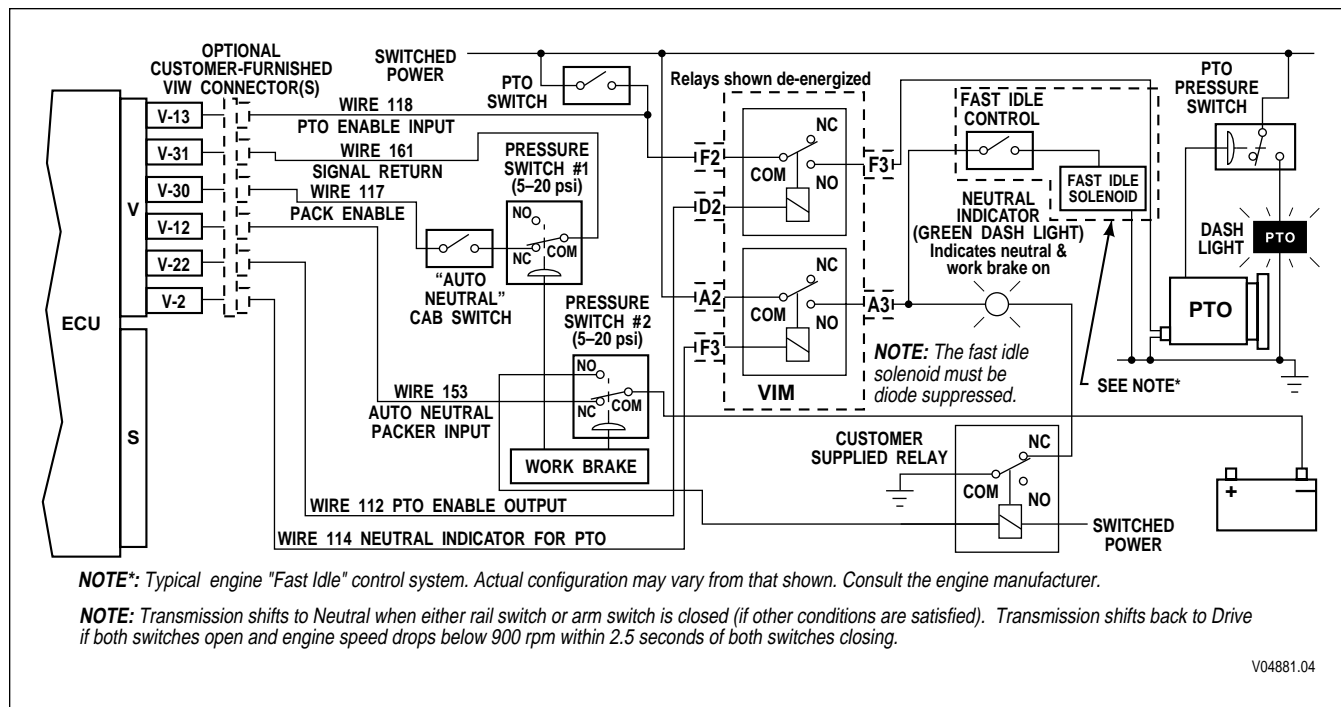 OPTIONAL
CUSTOMER-FURNISHED
VIW CONNECTOR(S)
SWITCHED
POWER
PTO
SWITCH
Relays shown de-energized
FAST IDLE
CONTROL
PTO
PRESSURE
SWITCH
ECU
V
S
V-13
V-31
V-30
V-12
V-22
V-2
WIRE 118
PTO ENABLE INPUT
WIRE 161
SIGNAL RETURN
WIRE 117
PACK ENABLE
PRESSURE
SWITCH #1
(5–20 psi)
NO
NC
COM
"AUTO
NEUTRAL"
CAB SWITCH
PRESSURE
SWITCH #2
(5–20 psi)
NO
NC
COM
WIRE 153
AUTO NEUTRAL
PACKER INPUT
WORK BRAKE
WIRE 112 PTO ENABLE OUTPUT
WIRE 114 NEUTRAL INDICATOR FOR PTO
F2
D2
NC
COM
NO
F3
A2
F3
NC
COM
NO
A3
VIM
FAST IDLE
SOLENOID
NEUTRAL
INDICATOR
(GREEN DASH LIGHT)
Indicates neutral &
work brake on
DASH
LIGHT
PTO
PTO
NOTE: The fast idle
solenoid must be
diode suppressed.
SEE NOTE*
CUSTOMER
SUPPLIED RELAY
NC
COM
NO
SWITCHED
POWER
+
–
NOTE*: Typical engine "Fast Idle" control system. Actual configuration may vary from that shown. Consult the engine manufacturer.
NOTE: Transmission shifts to Neutral when either rail switch or arm switch is closed (if other conditions are satisfied). Transmission shifts back to Drive
if both switches open and engine speed drops below 900 rpm within 2.5 seconds of both switches closing.
V04881.04